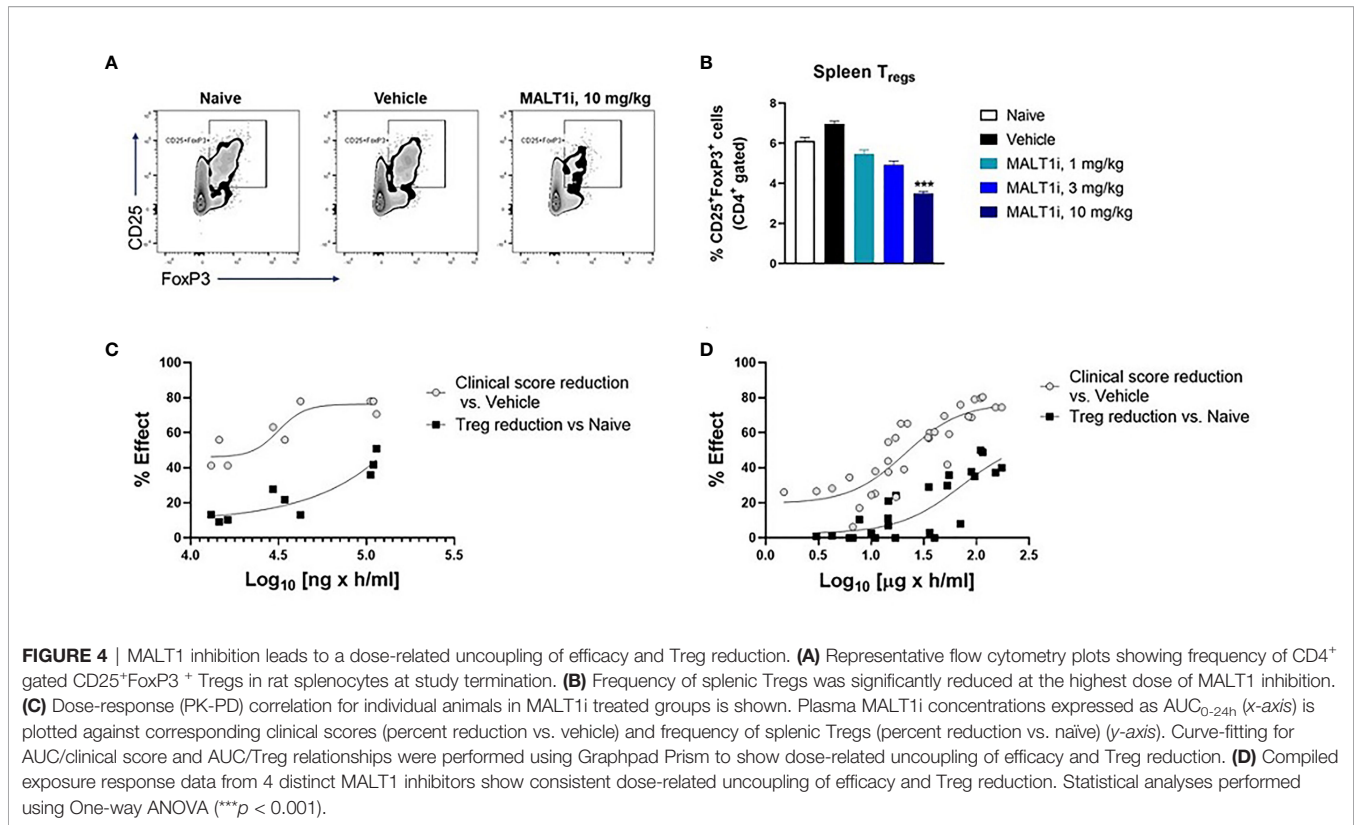 A
Naive
Vehicle
MALT1i, 10 mg/kg
CD25+FoxP3+
CD25+FoxP3+
CD25
FoxP3
B
Spleen Tregs
% CD25+FoxP3+ cells
(CD4+ gated)
8
6
4
2
0
***
Naive
Vehicle
MALT1i, 1 mg/kg
MALT1i, 3 mg/kg
MALT1i, 10 mg/kg
C
% Effect
100
80
60
40
20
0
4.0 4.5 5.0 5.5
Log10 [ng x h/ml]
Clinical score reduction
vs. Vehicle
Treg reduction vs Naive
D
% Effect
100
80
60
40
20
0
0.0 0.5 1.0 1.5 2.0 2.5
Log10 [µg x h/ml]
Clinical score reduction
vs. Vehicle
Treg reduction vs Naive
FIGURE 4 | MALT1 inhibition leads to a dose-related uncoupling of efficacy and Treg reduction. (A) Representative flow cytometry plots showing frequency of CD4+
gated CD25+FoxP3 + Tregs in rat splenocytes at study termination. (B) Frequency of splenic Tregs was significantly reduced at the highest dose of MALT1 inhibition.
(C) Dose-response (PK-PD) correlation for individual animals in MALT1i treated groups is shown. Plasma MALT1i concentrations expressed as AUC0-24h (x-axis) is
plotted against corresponding clinical scores (percent reduction vs. vehicle) and frequency of splenic Tregs (percent reduction vs. naïve) (y-axis). Curve-fitting for
AUC/clinical score and AUC/Treg relationships were performed using Graphpad Prism to show dose-related uncoupling of efficacy and Treg reduction. (D) Compiled
exposure response data from 4 distinct MALT1 inhibitors show consistent dose-related uncoupling of efficacy and Treg reduction. Statistical analyses performed
using One-way ANOVA (***p < 0.001).